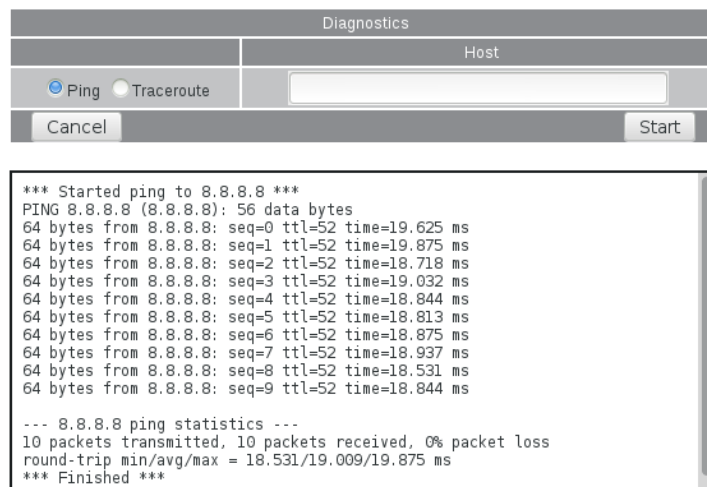 Diagnostics
Host
Ping Traceroute
Cancel Start
*** Started ping to 8.8.8.8 ***
PING 8.8.8.8 (8.8.8.8): 56 data bytes
64 bytes from 8.8.8.8: seq=0 ttl=52 time=19.625 ms
64 bytes from 8.8.8.8: seq=1 ttl=52 time=19.875 ms
64 bytes from 8.8.8.8: seq=2 ttl=52 time=18.718 ms
64 bytes from 8.8.8.8: seq=3 ttl=52 time=19.032 ms
64 bytes from 8.8.8.8: seq=4 ttl=52 time=18.844 ms
64 bytes from 8.8.8.8: seq=5 ttl=52 time=18.813 ms
64 bytes from 8.8.8.8: seq=6 ttl=52 time=18.875 ms
64 bytes from 8.8.8.8: seq=7 ttl=52 time=18.937 ms
64 bytes from 8.8.8.8: seq=8 ttl=52 time=18.531 ms
64 bytes from 8.8.8.8: seq=9 ttl=52 time=18.844 ms
--- 8.8.8.8 ping statistics ---
10 packets transmitted, 10 packets received, 0% packet loss
round-trip min/avg/max = 18.531/19.009/19.875 ms
*** Finished ***